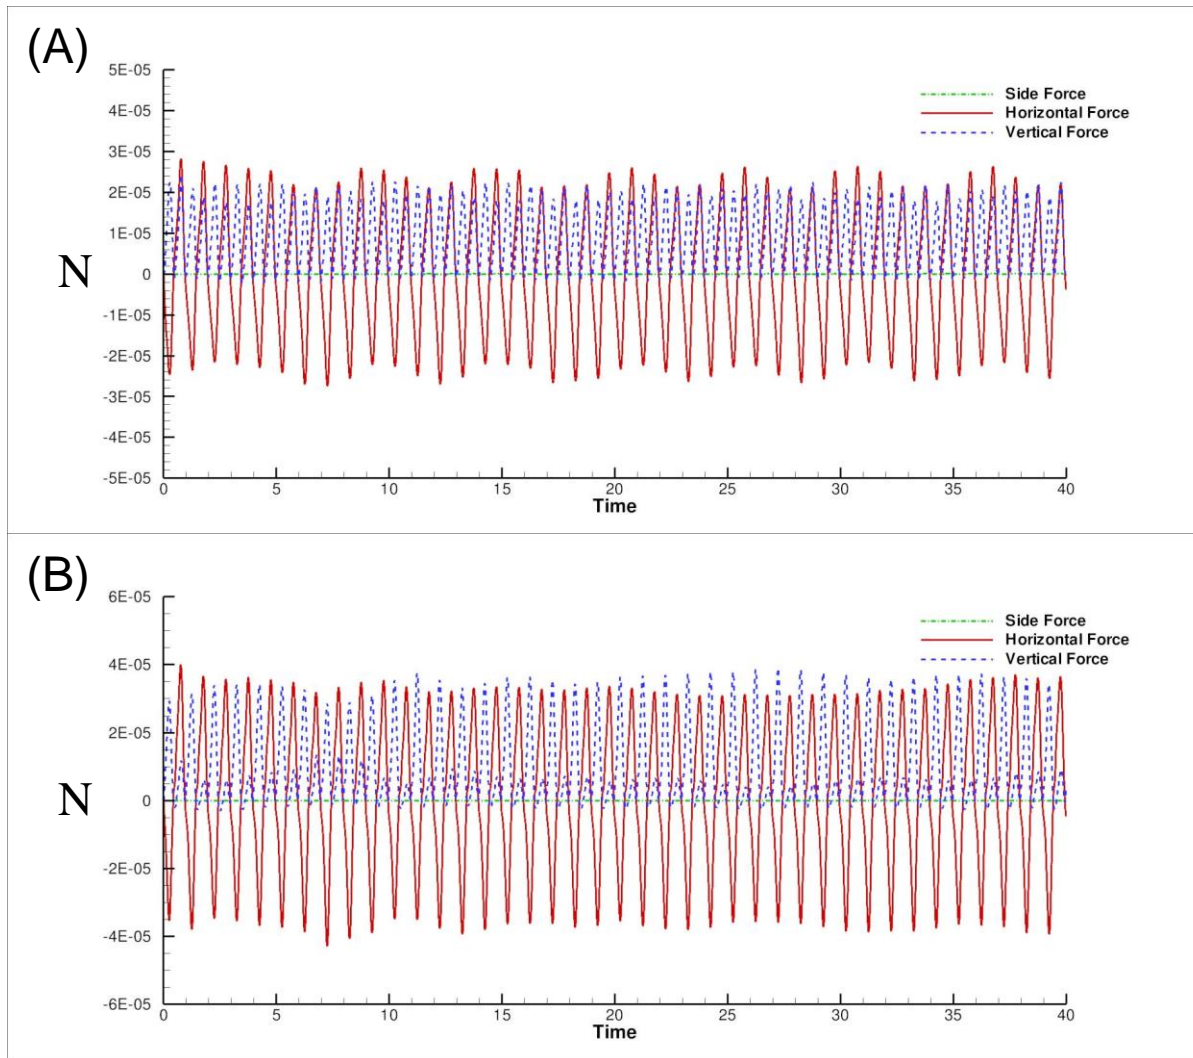 (A)
5E-05
4E-05
3E-05
2E-05
1E-05
0
-1E-05
-2E-05
-3E-05
-4E-05
-5E-05
N
Side Force
Horizontal Force
Vertical Force
0 5 10 15 20 25 30 35 40
Time
(B)
6E-05
4E-05
2E-05
0
-2E-05
-4E-05
-6E-05
N
Side Force
Horizontal Force
Vertical Force
0 5 10 15 20 25 30 35 40
Time